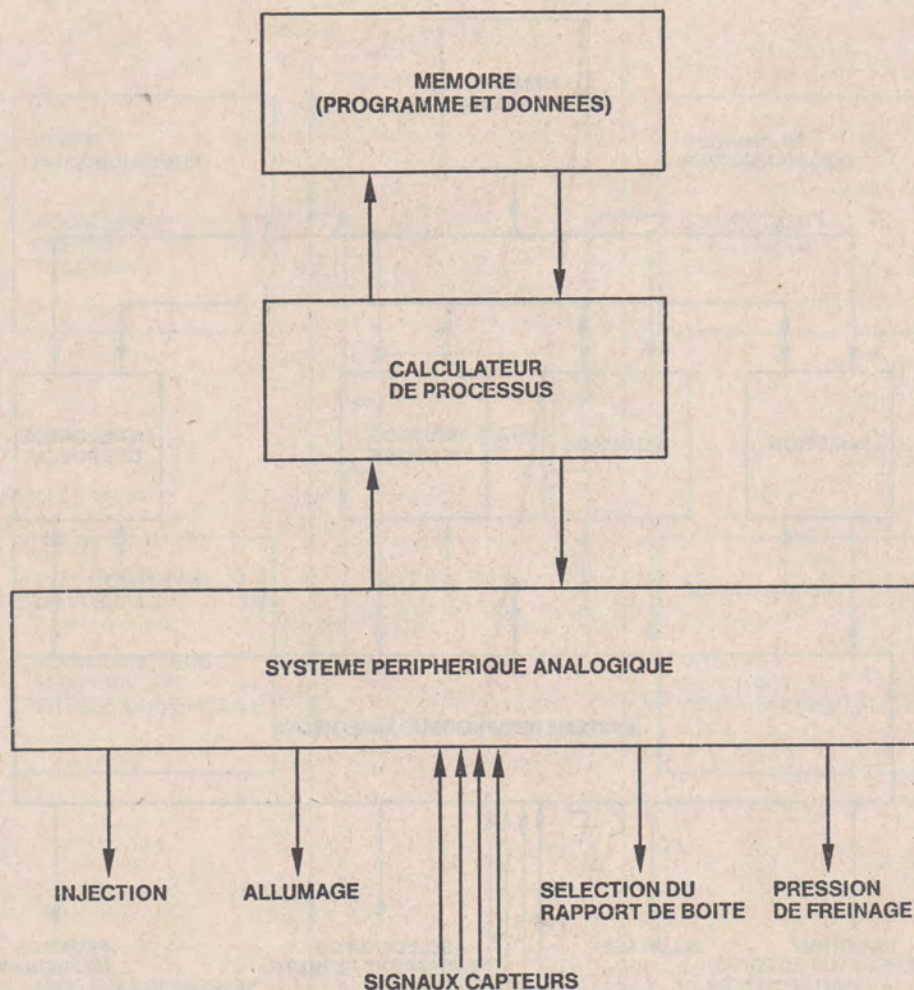 MEMOIRE
(PROGRAMME ET DONNEES)
CALCULATEUR
DE PROCESSUS
SYSTEME PERIPHERIQUE ANALOGIQUE
INJECTION
ALLUMAGE
SELECTION DU
RAPPORT DE BOITE
PRESSION
DE FREINAGE
SIGNAUX CAPTEURS